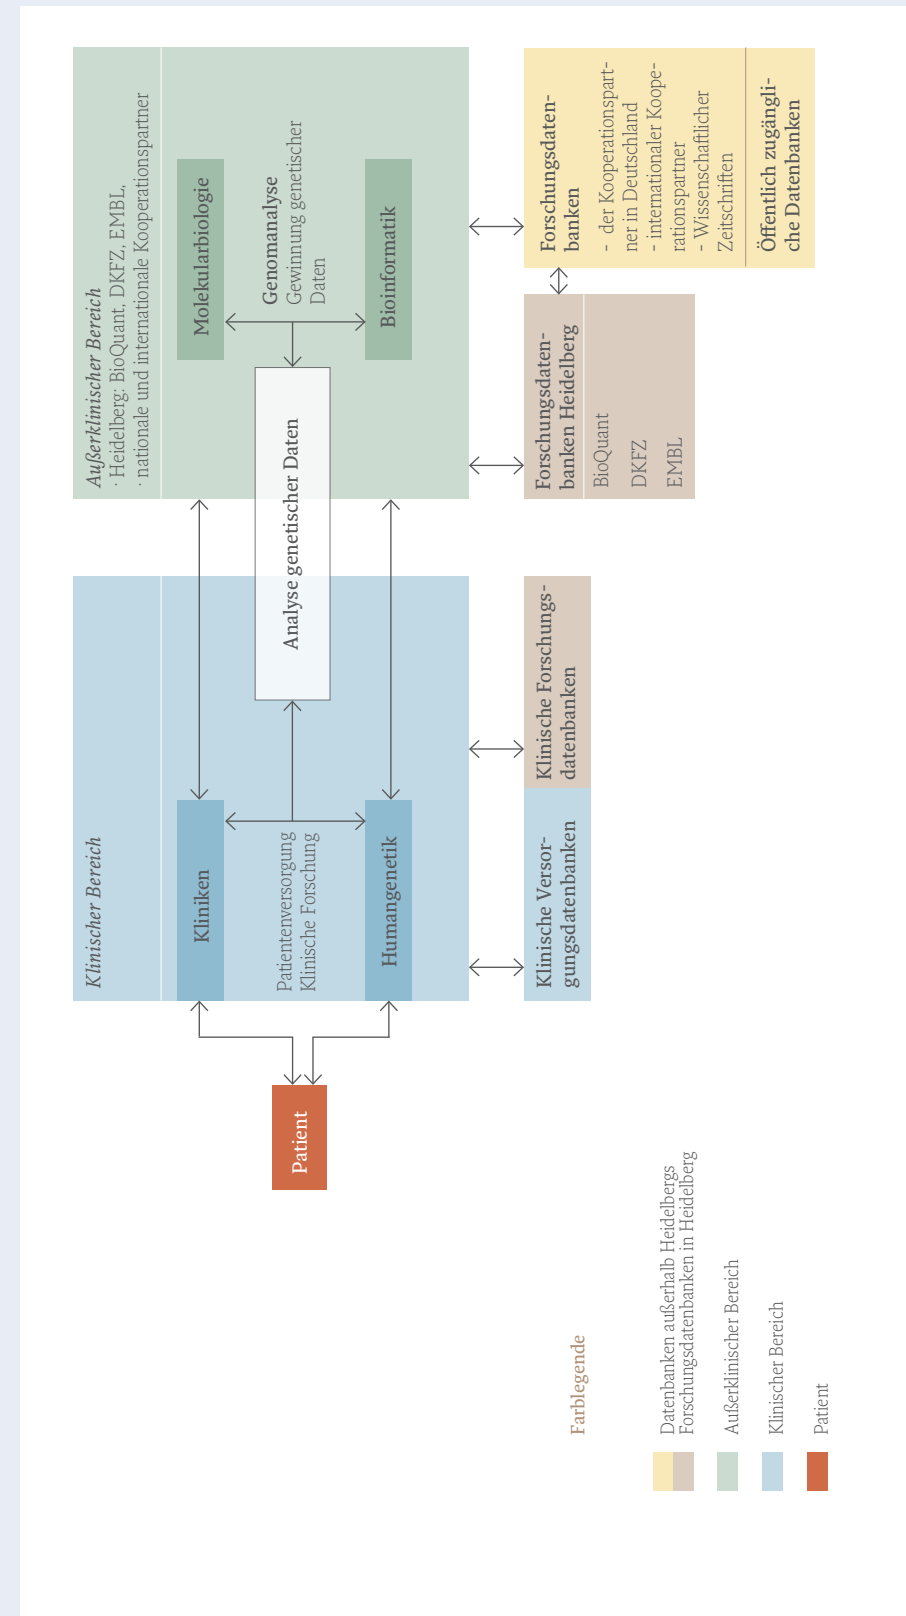 Patient
Klinischer Bereich
Kliniken
Patientenversorgung
Klinische Forschung
Humangenetik
Analyse genetischer Daten
Außerklinischer Bereich
· Heidelberg: BioQuant, DKFZ, EMBL,
· nationale und internationale Kooperationspartner
Molekularbiologie
Genomanalyse
Gewinnung genetischer
Daten
Bioinformatik
Klinische Versor-
gungsdatenbanken
Klinische Forschungs-
datenbanken
Forschungsdaten-
banken Heidelberg
BioQuant
DKFZ
EMBL
Forschungsdaten-
banken
- der Kooperationspart-
ner in Deutschland
- internationaler Koope-
rationspartner
- Wissenschaftlicher
Zeitschriften
Öffentlich zugängli-
che Datenbanken
Farblegende
Datenbanken außerhalb Heidelbergs
Forschungsdatenbanken in Heidelberg
Außerklinischer Bereich
Klinischer Bereich
Patient